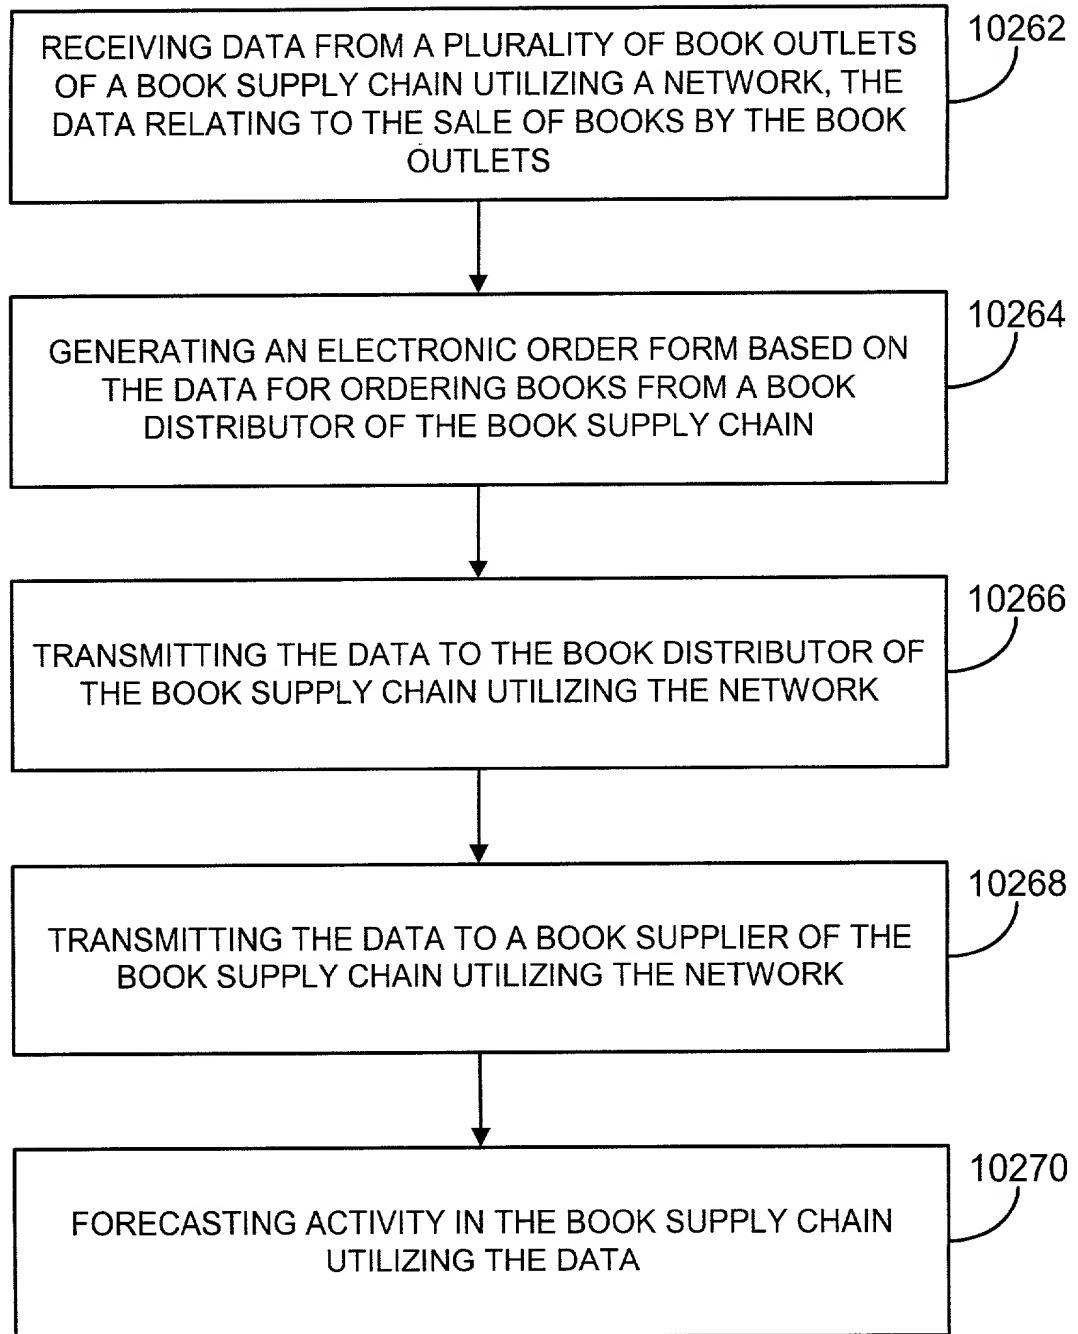 RECEIVING DATA FROM A PLURALITY OF BOOK OUTLETS
OF A BOOK SUPPLY CHAIN UTILIZING A NETWORK, THE
DATA RELATING TO THE SALE OF BOOKS BY THE BOOK
OUTLETS
10262
GENERATING AN ELECTRONIC ORDER FORM BASED ON
THE DATA FOR ORDERING BOOKS FROM A BOOK
DISTRIBUTOR OF THE BOOK SUPPLY CHAIN
10264
TRANSMITTING THE DATA TO THE BOOK DISTRIBUTOR OF
THE BOOK SUPPLY CHAIN UTILIZING THE NETWORK
10266
TRANSMITTING THE DATA TO A BOOK SUPPLIER OF THE
BOOK SUPPLY CHAIN UTILIZING THE NETWORK
10268
FORECASTING ACTIVITY IN THE BOOK SUPPLY CHAIN
UTILIZING THE DATA
10270